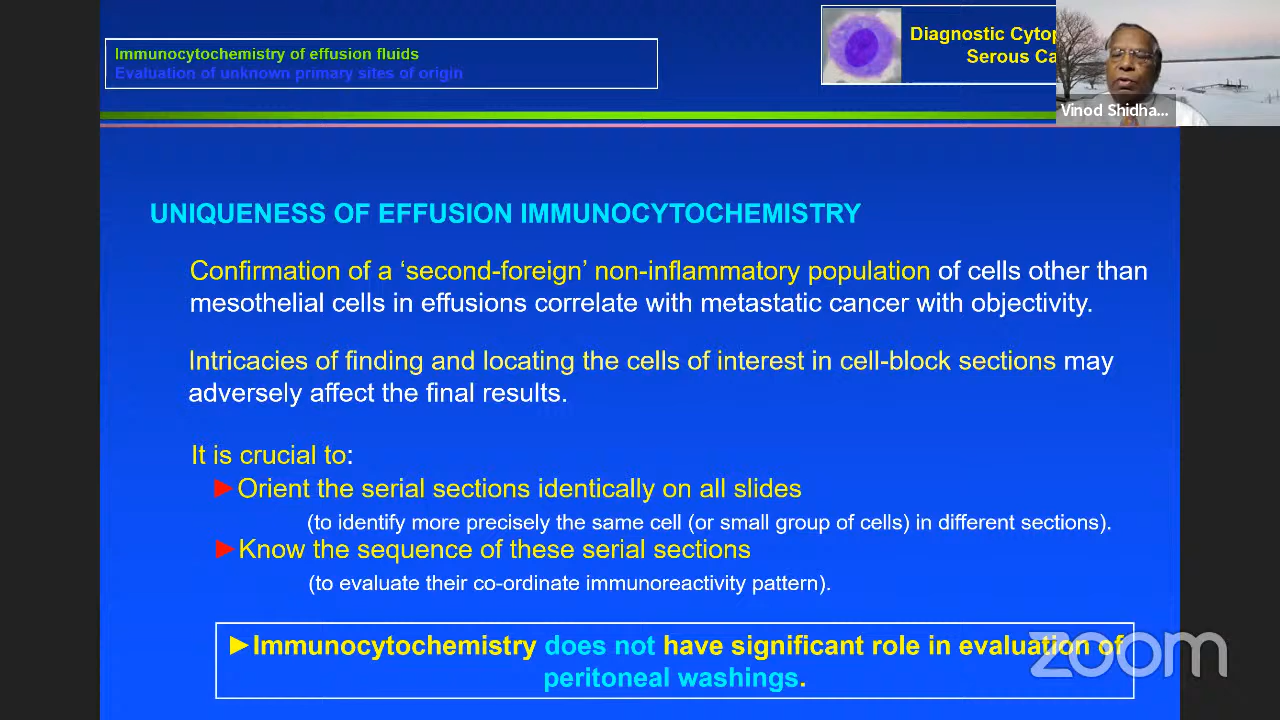 Immunocytochemistry of effusion fluids
Evaluation of unknown primary sites of origin
Diagnostic
Serous
Vinod Shidha...
UNIQUENESS OF EFFUSION IMMUNOCYTOCHEMISTRY
Confirmation of a ‘second-foreign’ non-inflammatory population of cells other than
mesothelial cells in effusions correlate with metastatic cancer with objectivity.
Intricacies of finding and locating the cells of interest in cell-block sections may
adversely affect the final results.
It is crucial to:
►Orient the serial sections identically on all slides
(to identify more precisely the same cell (or small group of cells) in different sections).
►Know the sequence of these serial sections
(to evaluate their co-ordinate immunoreactivity pattern).
►Immunocytochemistry does not have significant role in evaluation of
peritoneal washings.
zoom